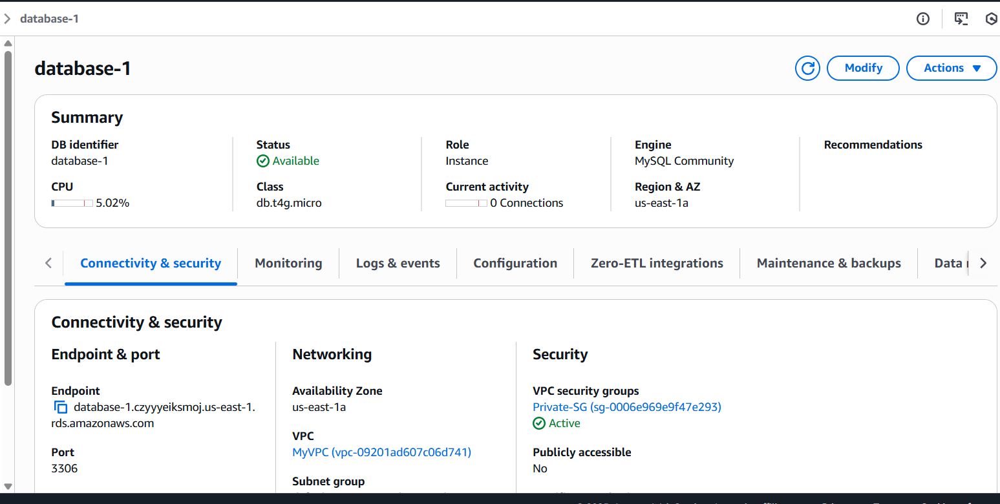 database-1
database-1
Modify
Actions
Summary
DB identifier
database-1
Status
Available
Role
Instance
Engine
MySQL Community
Recommendations
CPU
5.02%
Class
db.t4g.micro
Current activity
0 Connections
Region & AZ
us-east-1a
Connectivity & security
Monitoring
Logs & events
Configuration
Zero-ETL integrations
Maintenance & backups
Data
Connectivity & security
Endpoint & port
Endpoint
database-1.czyyyeiksmoj.us-east-1.
rds.amazonaws.com
Port
3306
Networking
Availability Zone
us-east-1a
VPC
MyVPC (vpc-09201ad607c06d741)
Subnet group
Security
VPC security groups
Private-SG (sg-0006e969e9f47e293)
Active
Publicly accessible
No